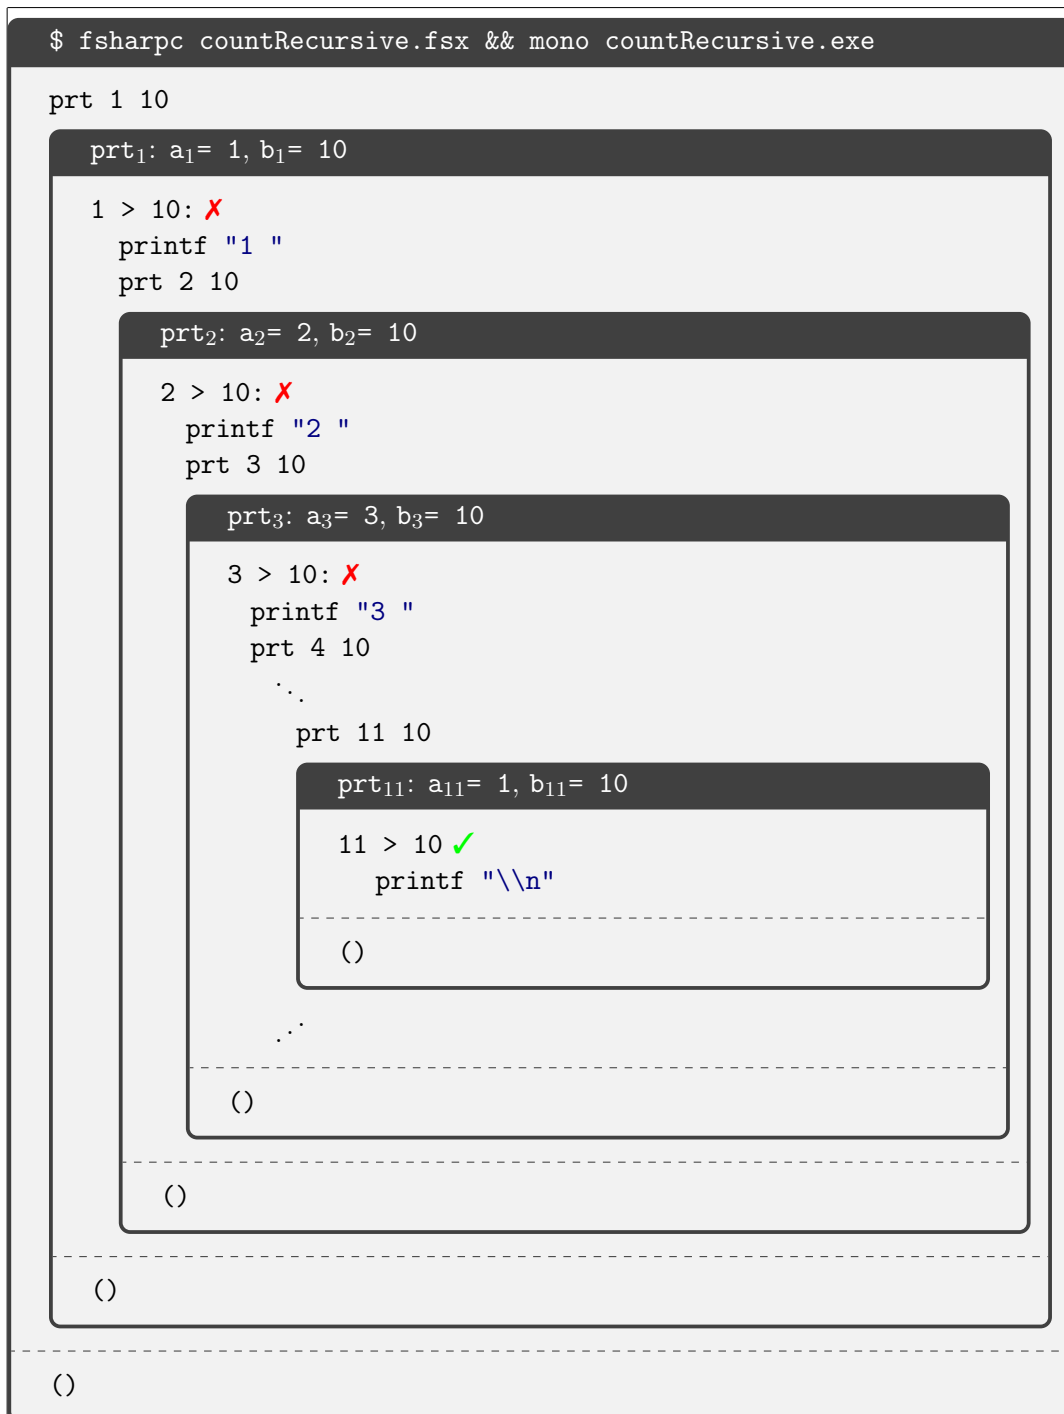 $ fsharpc countRecursive.fsx && mono countRecursive.exe
prt 1 10
prt₁: a₁= 1, b₁= 10
1 > 10: ✗
printf "1 "
prt 2 10
prt₂: a₂= 2, b₂= 10
2 > 10: ✗
printf "2 "
prt 3 10
prt₃: a₃= 3, b₃= 10
3 > 10: ✗
printf "3 "
prt 4 10
⋱
prt 11 10
prt₁₁: a₁₁= 1, b₁₁= 10
11 > 10 ✓
printf "\\n"
()
⋰
()
()
()
()